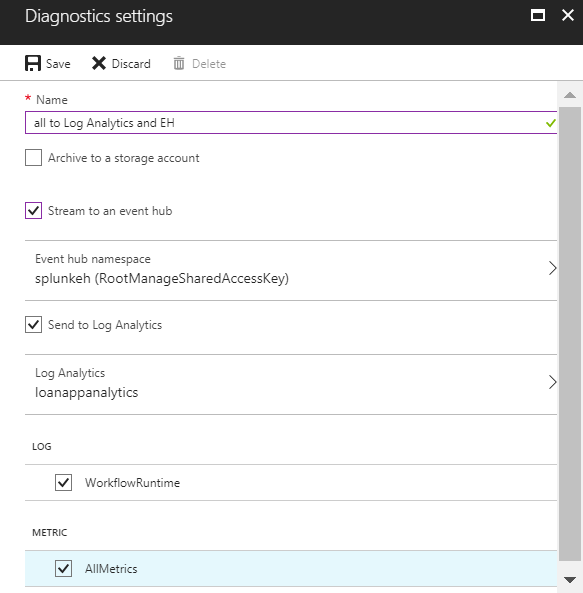 Diagnostics settings
Save Discard Delete
* Name
all to Log Analytics and EH
Archive to a storage account
Stream to an event hub
Event hub namespace
splunkeh (RootManageSharedAccessKey)
Send to Log Analytics
Log Analytics
loanappanalytics
LOG
WorkflowRuntime
METRIC
AllMetrics